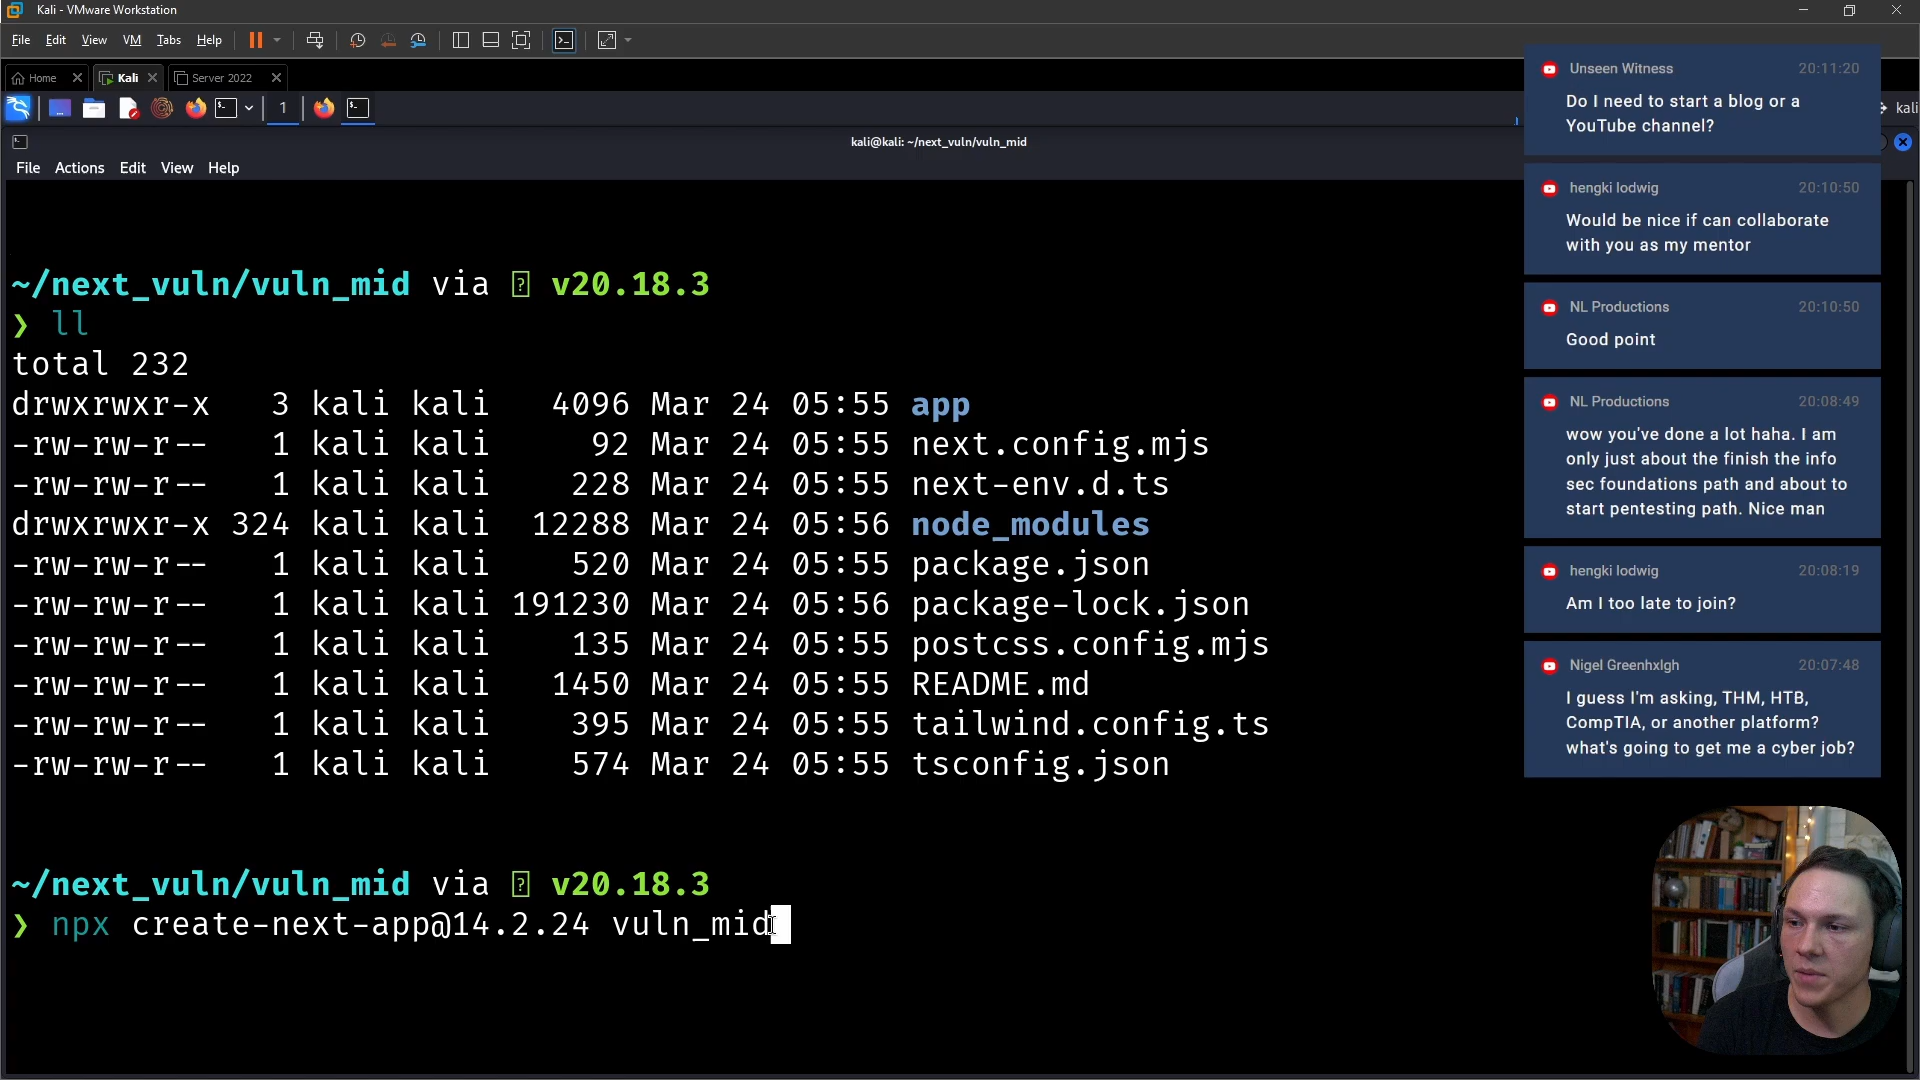 Kali - VMware Workstation
File Edit View VM Tabs Help
Home Kali Server 2022
1
kali
kali@kali: ~/next_vuln/vuln_mid
File Actions Edit View Help
~/next_vuln/vuln_mid via v20.18.3
❯ ll
total 232
drwxrwxr-x 3 kali kali 4096 Mar 24 05:55 app
-rw-rw-r-- 1 kali kali 92 Mar 24 05:55 next.config.mjs
-rw-rw-r-- 1 kali kali 228 Mar 24 05:55 next-env.d.ts
drwxrwxr-x 324 kali kali 12288 Mar 24 05:56 node_modules
-rw-rw-r-- 1 kali kali 520 Mar 24 05:55 package.json
-rw-rw-r-- 1 kali kali 191230 Mar 24 05:56 package-lock.json
-rw-rw-r-- 1 kali kali 135 Mar 24 05:55 postcss.config.mjs
-rw-rw-r-- 1 kali kali 1450 Mar 24 05:55 README.md
-rw-rw-r-- 1 kali kali 395 Mar 24 05:55 tailwind.config.ts
-rw-rw-r-- 1 kali kali 574 Mar 24 05:55 tsconfig.json
~/next_vuln/vuln_mid via v20.18.3
❯ npx create-next-app@14.2.24 vuln_mid
Unseen Witness 20:11:20
Do I need to start a blog or a
YouTube channel?
hengki lodwig 20:10:50
Would be nice if can collaborate
with you as my mentor
NL Productions 20:10:50
Good point
NL Productions 20:08:49
wow you've done a lot haha. I am
only just about the finish the info
sec foundations path and about to
start pentesting path. Nice man
hengki lodwig 20:08:19
Am I too late to join?
Nigel Greenhxlgh 20:07:48
I guess I'm asking, THM, HTB,
CompTIA, or another platform?
what's going to get me a cyber job?